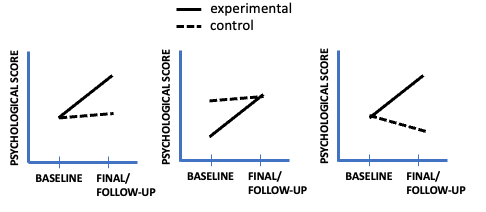 experimental
control
PSYCHOLOGICAL SCORE
BASELINE
FINAL/
FOLLOW-UP
PSYCHOLOGICAL SCORE
BASELINE
FINAL/
FOLLOW-UP
PSYCHOLOGICAL SCORE
BASELINE
FINAL/
FOLLOW-UP